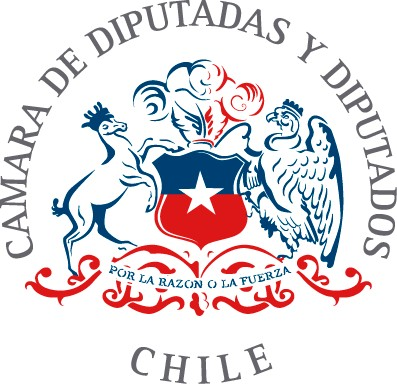 CAMARA DE DIPUTADAS Y DIPUTADOS
POR LA RAZON O LA FUERZA
CHILE